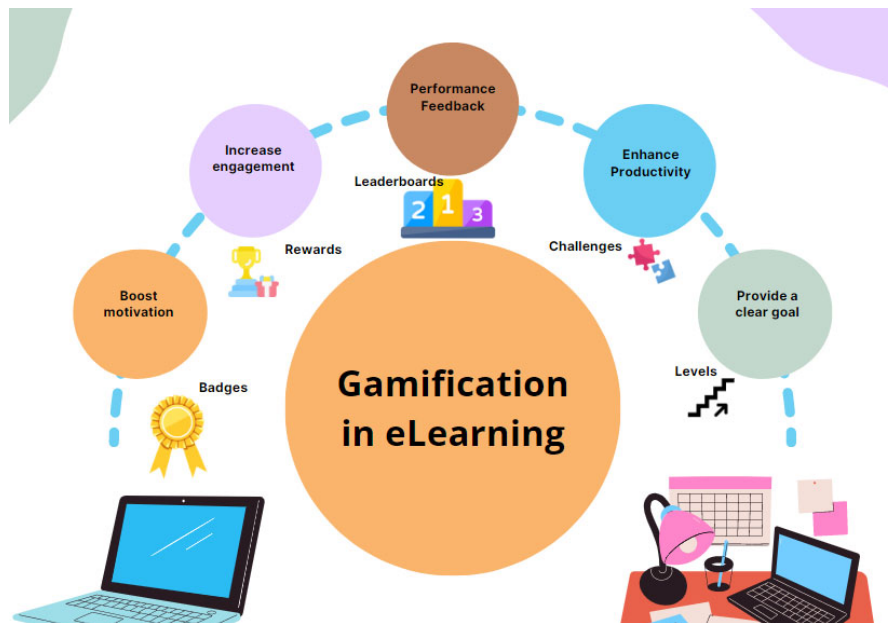 Performance
Feedback
Increase
engagement
Enhance
Productivity
Leaderboards
2 1 3
Rewards
Challenges
Boost
motivation
Provide a
clear goal
Badges
Levels
Gamification
in eLearning